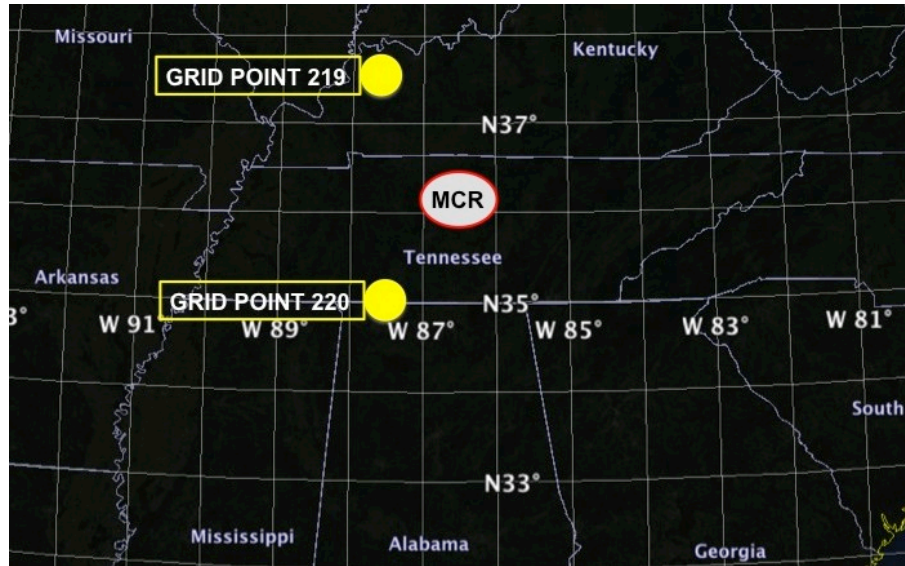 Missouri
Kentucky
GRID POINT 219
N37°
MCR
Tennessee
Arkansas
GRID POINT 220
N35°
3°
W 91°
W 89°
W 87°
W 85°
W 83°
W 81°
South
N33°
Mississippi
Alabama
Georgia